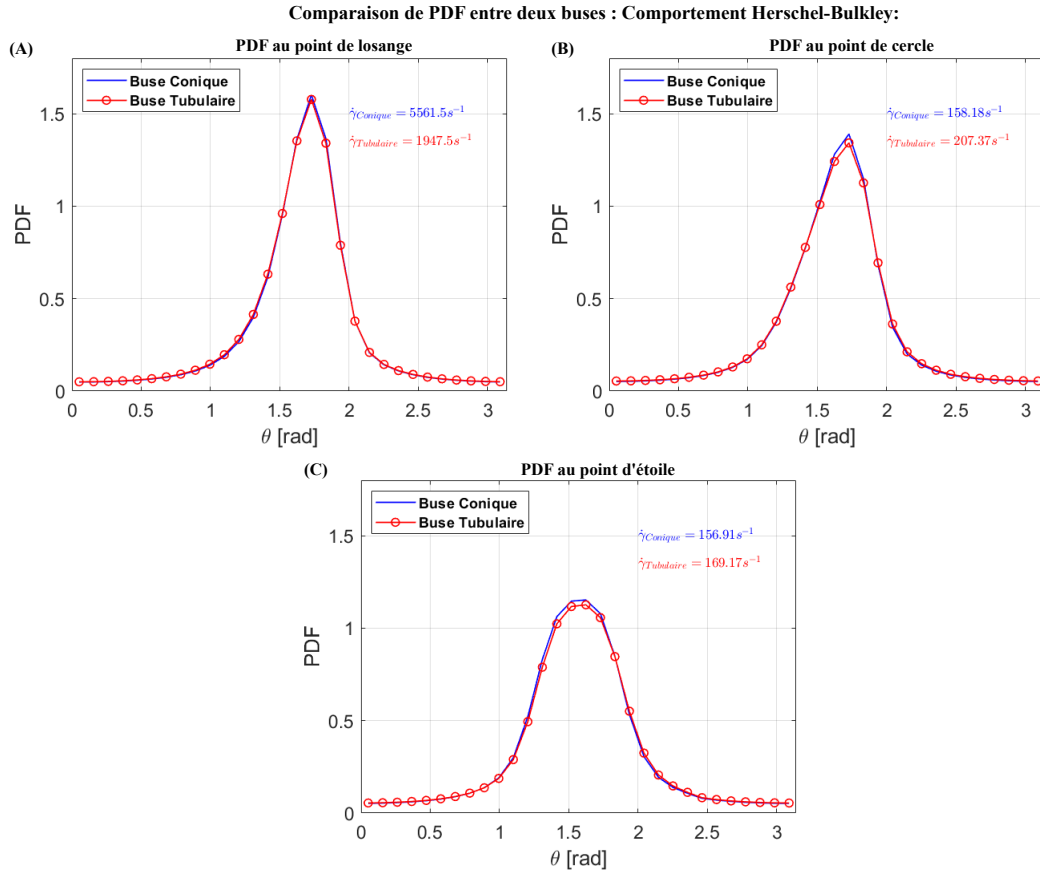 Comparaison de PDF entre deux buses : Comportement Herschel-Bulkley:
(A)
PDF au point de losange
Buse Conique
Buse Tubulaire
γ̇Conique = 5561.5s⁻¹
γ̇Tubulaire = 1947.5s⁻¹
1.5
1
0.5
0
PDF
0 0.5 1 1.5 2 2.5 3
θ [rad]
(B)
PDF au point de cercle
Buse Conique
Buse Tubulaire
γ̇Conique = 158.18s⁻¹
γ̇Tubulaire = 207.37s⁻¹
1.5
1
0.5
0
PDF
0 0.5 1 1.5 2 2.5 3
θ [rad]
(C)
PDF au point d'étoile
Buse Conique
Buse Tubulaire
γ̇Conique = 156.91s⁻¹
γ̇Tubulaire = 169.17s⁻¹
1.5
1
0.5
0
PDF
0 0.5 1 1.5 2 2.5 3
θ [rad]